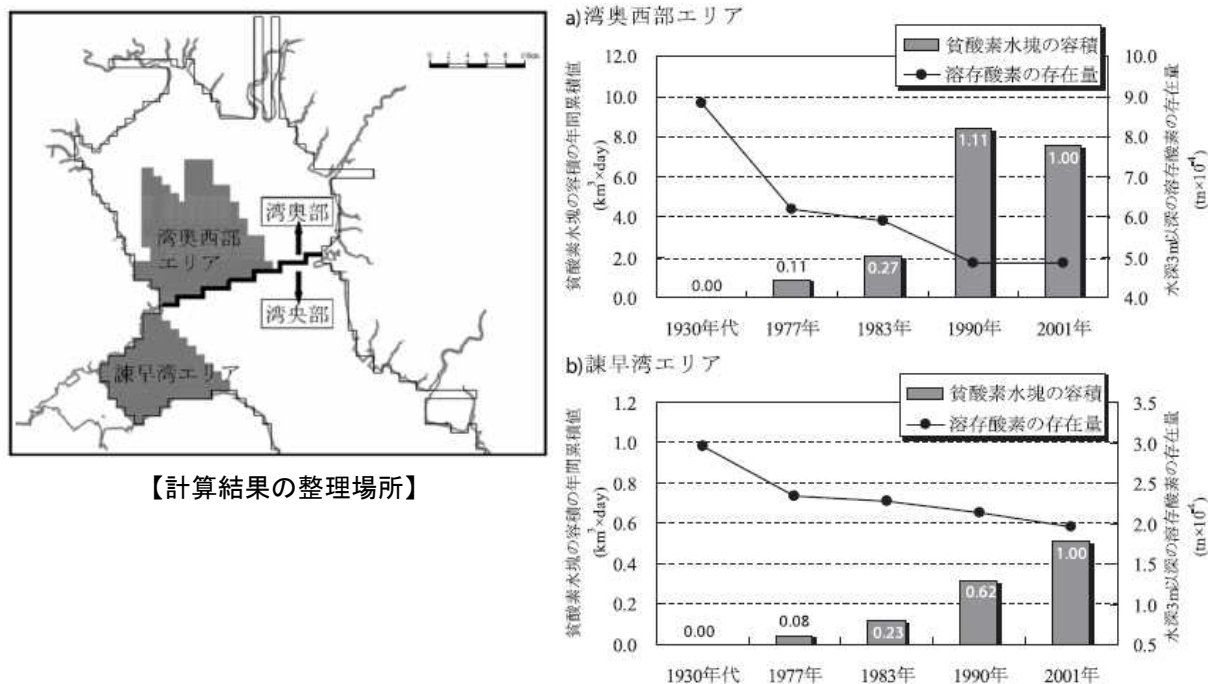 0 2 4 6 8
湾奥部
湾奥西部
エリア
湾央部
諫早湾エリア
【計算結果の整理場所】
a)湾奥西部エリア
貧酸素水塊の容積
溶存酸素の存在量
貧酸素水塊の容積の年間累積値
(km³×day)
12.0
10.0
8.0
6.0
4.0
2.0
0.0
0.00
0.11
0.27
1.11
1.00
10.0
9.0
8.0
7.0
6.0
5.0
4.0
水深3m以深の溶存酸素の存在量
1930年代 1977年 1983年 1990年 2001年
b)諫早湾エリア
貧酸素水塊の容積
溶存酸素の存在量
貧酸素水塊の容積の年間累積値
(km³×day)
1.2
1.0
0.8
0.6
0.4
0.2
0.0
0.00
0.08
0.23
0.62
1.00
3.5
3.0
2.5
2.0
1.5
1.0
0.5
水深3m以深の溶存酸素の存在量
1930年代 1977年 1983年 1990年 2001年